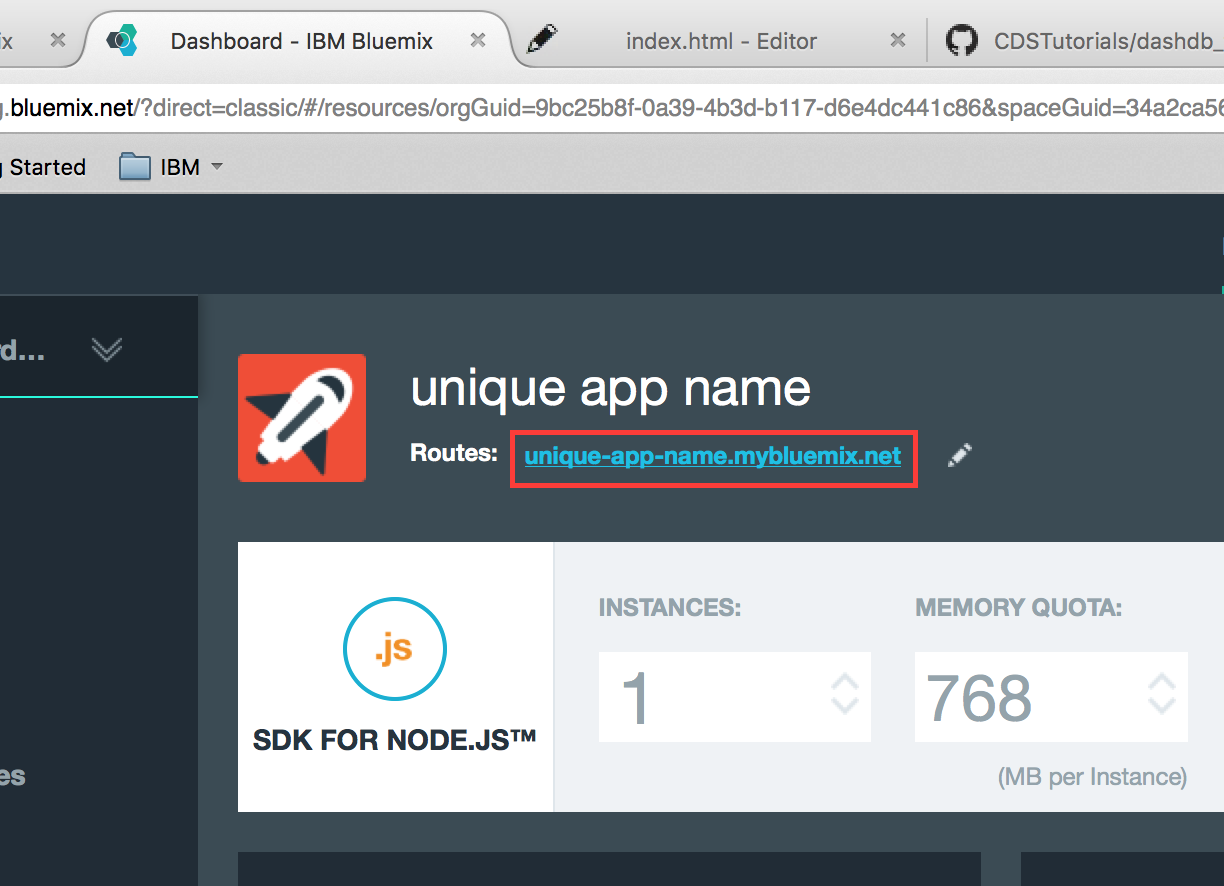 ix
Dashboard - IBM Bluemix
index.html - Editor
CDSTutorials/dashdb_
.bluemix.net/?direct=classic/#/resources/orgGuid=9bc25b8f-0a39-4b3d-b117-d6e4dc441c86&spaceGuid=34a2ca56
Started
IBM
rd...
unique app name
Routes: unique-app-name.mybluemix.net
.js
SDK FOR NODE.JS™
INSTANCES:
1
MEMORY QUOTA:
768
(MB per Instance)
es